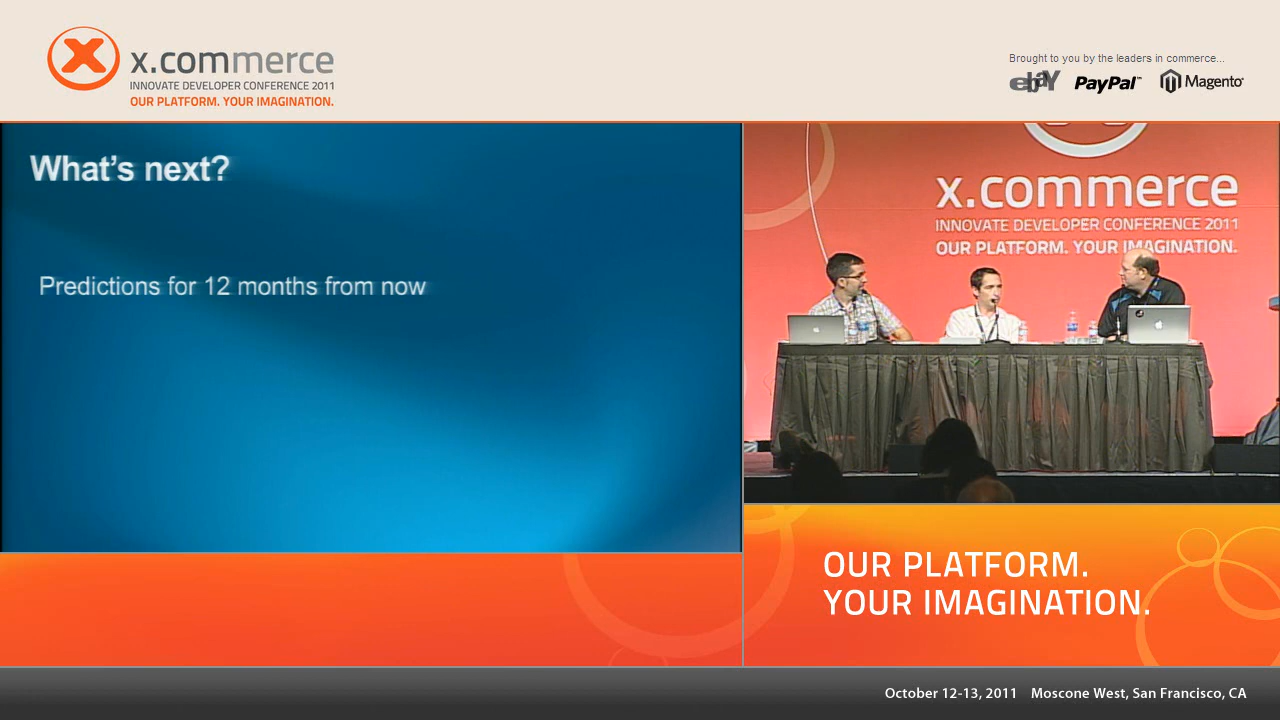 x.commerce
INNOVATE DEVELOPER CONFERENCE 2011
OUR PLATFORM. YOUR IMAGINATION.
Brought to you by the leaders in commerce...
ebaY PayPal™ Magento®
What's next?
Predictions for 12 months from now
x.commerce
INNOVATE DEVELOPER CONFERENCE 2011
OUR PLATFORM. YOUR IMAGINATION.
OUR PLATFORM.
YOUR IMAGINATION.
October 12-13, 2011 Moscone West, San Francisco, CA